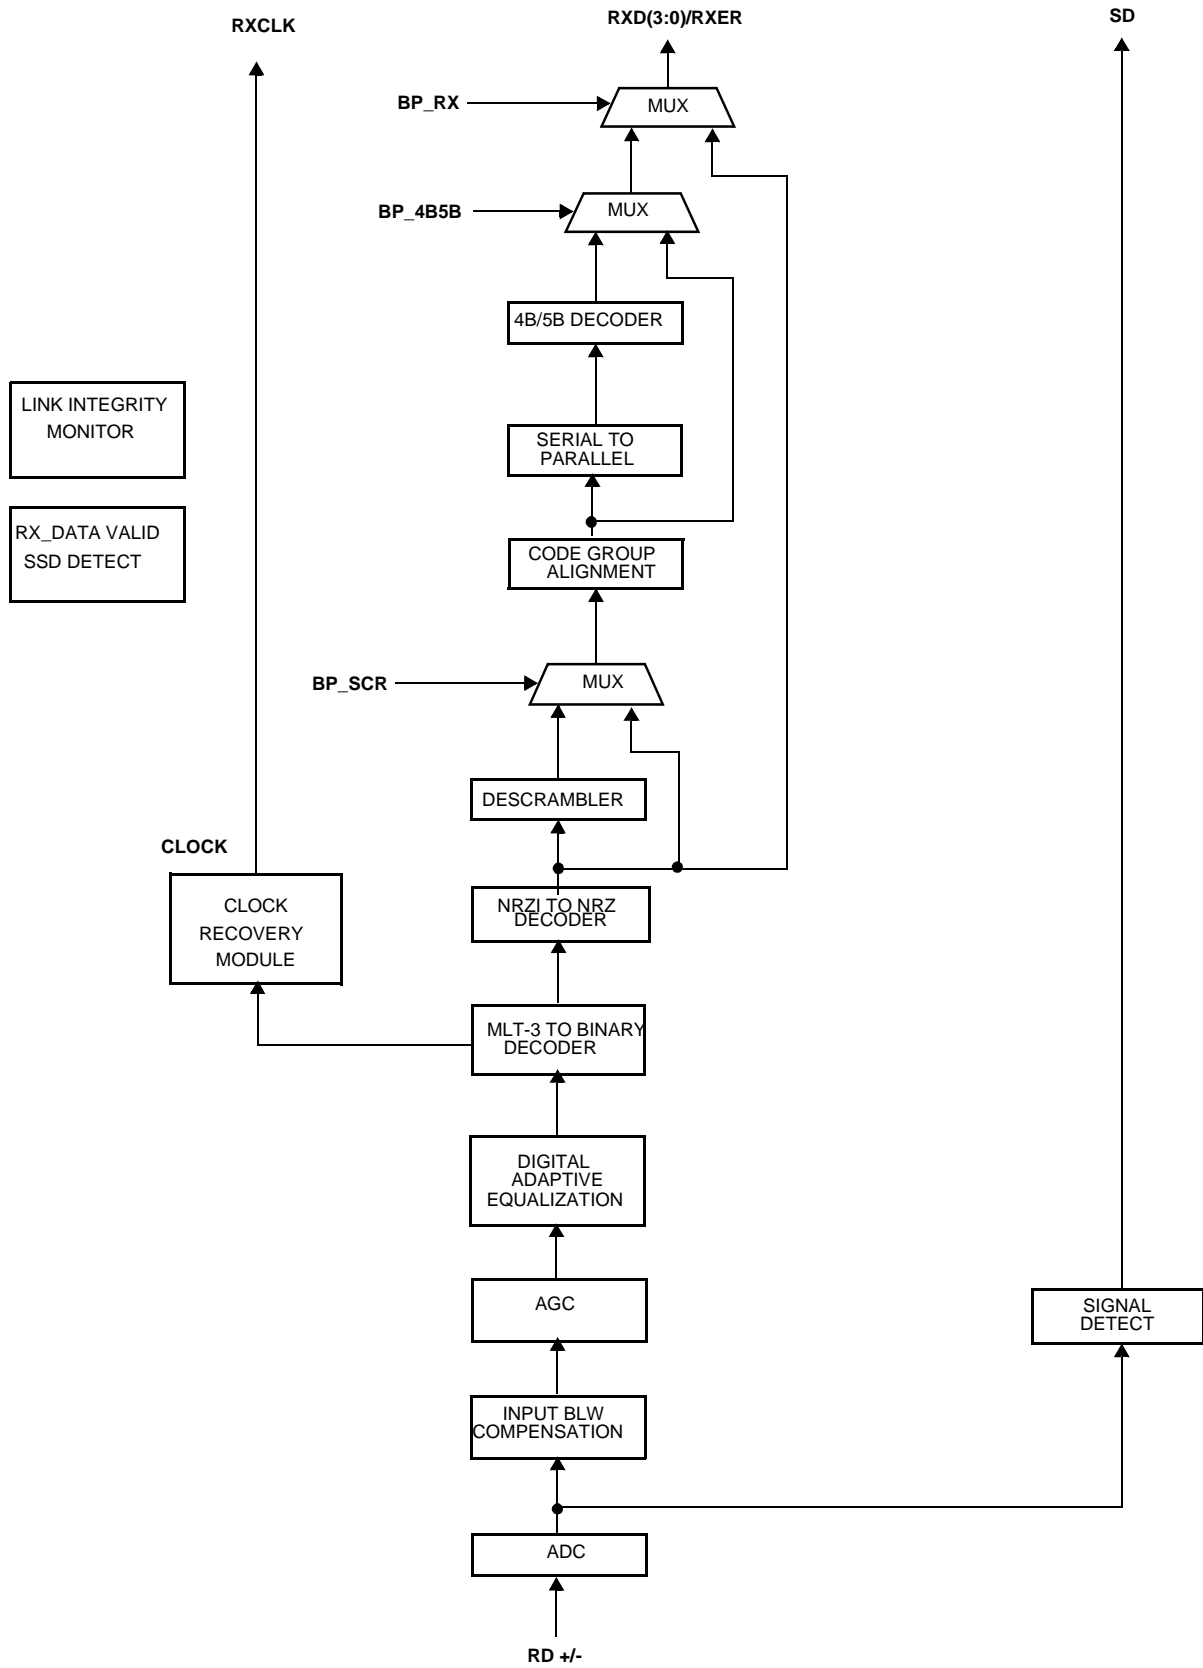 RXCLK
RXD(3:0)/RXER
SD
BP_RX
MUX
BP_4B5B
MUX
4B/5B DECODER
LINK INTEGRITY
MONITOR
SERIAL TO
PARALLEL
RX_DATA VALID
SSD DETECT
CODE GROUP
ALIGNMENT
BP_SCR
MUX
DESCRAMBLER
CLOCK
CLOCK
RECOVERY
MODULE
NRZI TO NRZ
DECODER
MLT-3 TO BINARY
DECODER
DIGITAL
ADAPTIVE
EQUALIZATION
AGC
SIGNAL
DETECT
INPUT BLW
COMPENSATION
ADC
RD +/-